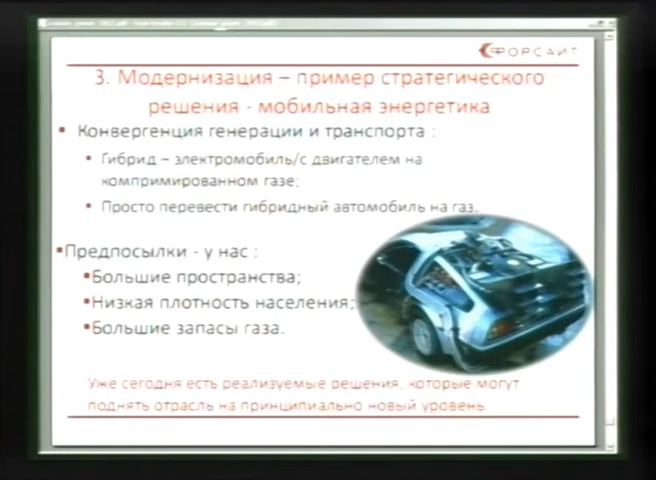 ФОРСАЙТ
3. Модернизация – пример стратегического
решения - мобильная энергетика
• Конвергенция генерации и транспорта :
• Гибрид – электромобиль/с двигателем на
компримированном газе;
• Просто перевести гибридный автомобиль на газ.
•Предпосылки - у нас :
•Большие пространства;
•Низкая плотность населения;
•Большие запасы газа.
Уже сегодня есть реализуемые решения, которые могут
поднять отрасль на принципиально новый уровень.